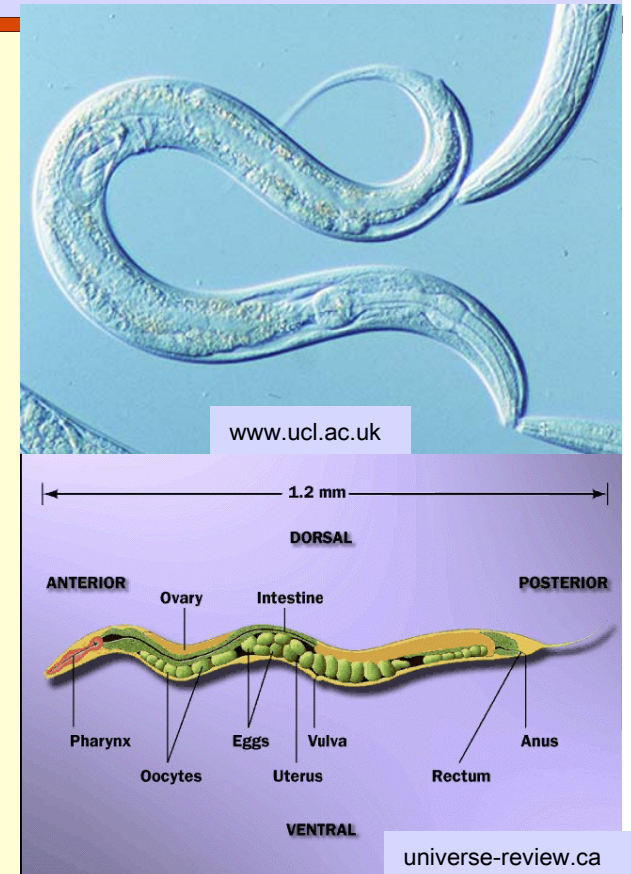 www.ucl.ac.uk
1.2 mm
DORSAL
ANTERIOR
POSTERIOR
Ovary
Intestine
Pharynx
Eggs
Vulva
Anus
Oocytes
Uterus
Rectum
VENTRAL
universe-review.ca